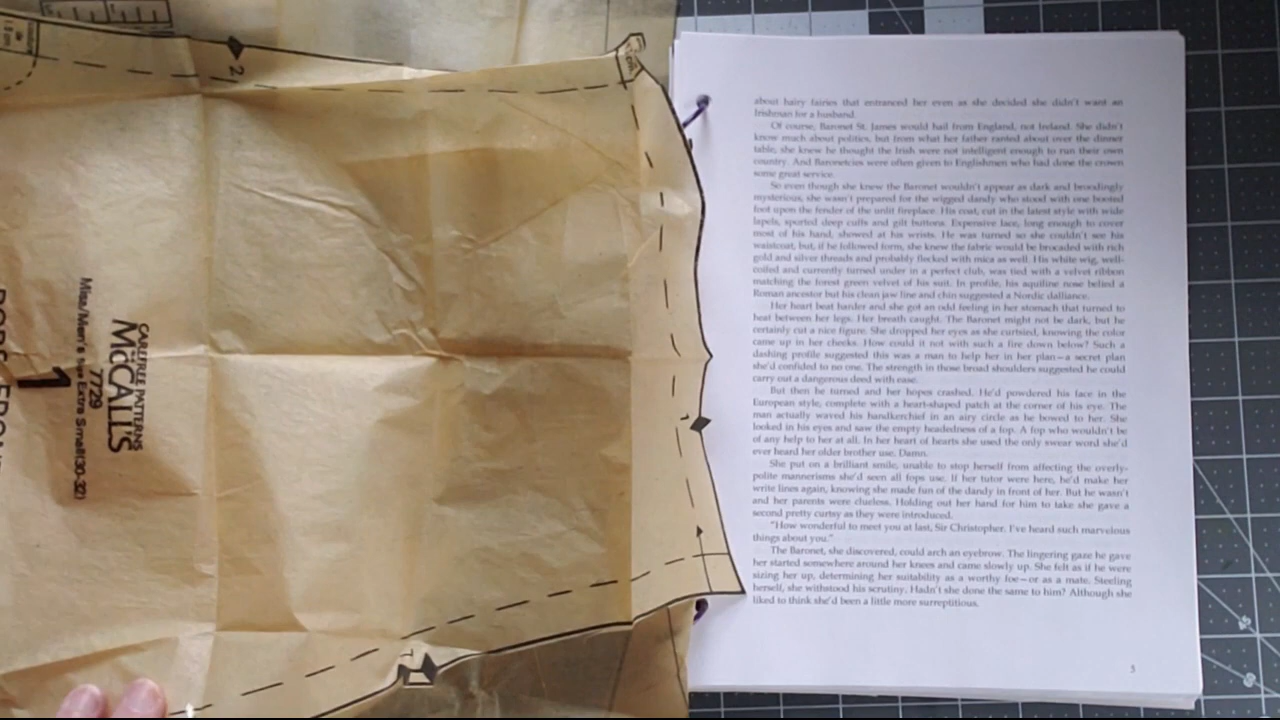 2
1
CAREFREE PATTERNS
McCALLS
7729
Miss/Men's size Extra Small(30-32)
1
about hairy fairies that entranced her even as she decided she didn't want an
Irishman for a husband.
Of course, Baronet St. James would hail from England, not Ireland. She didn't
know much about politics, but from what her father ranted about over the dinner
table, she knew he thought the Irish were not intelligent enough to run their own
country. And Baronetcies were often given to Englishmen who had done the crown
some great service.
So even though she knew the Baronet wouldn't appear as dark and broodingly
mysterious, she wasn't prepared for the wigged dandy who stood with one booted
foot upon the fender of the unlit fireplace. His coat, cut in the latest style with wide
lapels, sported deep cuffs and gilt buttons. Expensive lace, long enough to cover
most of his hand, showed at his wrists. He was turned so she couldn't see his
waistcoat, but, if he followed form, she knew the fabric would be brocaded with rich
gold and silver threads and probably flecked with mica as well. His white wig, well-
coifed and currently turned under in a perfect club, was tied with a velvet ribbon
matching the forest green velvet of his suit. In profile, his aquiline nose belied a
Roman ancestor but his clean jaw line and chin suggested a Nordic dalliance.
Her heart beat harder and she got an odd feeling in her stomach that turned to
heat between her legs. Her breath caught. The Baronet might not be dark, but he
certainly cut a nice figure. She dropped her eyes as she curtsied, knowing the color
came up in her cheeks. How could it not with such a fire down below? Such a
dashing profile suggested this was a man to help her in her plan—a secret plan
she'd confided to no one. The strength in those broad shoulders suggested he could
carry out a dangerous deed with ease.
But then he turned and her hopes crashed. He'd powdered his face in the
European style, complete with a heart-shaped patch at the corner of his eye. The
man actually waved his handkerchief in an airy circle as he bowed to her. She
looked in his eyes and saw the empty headedness of a fop. A fop who wouldn't be
of any help to her at all. In her heart of hearts she used the only swear word she'd
ever heard her older brother use. Damn.
She put on a brilliant smile, unable to stop herself from affecting the overly-
polite mannerisms she'd seen all fops use. If her tutor were here, he'd make her
write lines again, knowing she made fun of the dandy in front of her. But he wasn't
and her parents were clueless. Holding out her hand for him to take she gave a
second pretty curtsy as they were introduced.
"How wonderful to meet you at last, Sir Christopher. I've heard such marvelous
things about you."
The Baronet, she discovered, could arch an eyebrow. The lingering gaze he gave
her started somewhere around her knees and came slowly up. She felt as if he were
sizing her up, determining her suitability as a worthy foe—or as a mate. Steeling
herself, she withstood his scrutiny. Hadn't she done the same to him? Although she
liked to think she'd been a little more surreptitious.
3